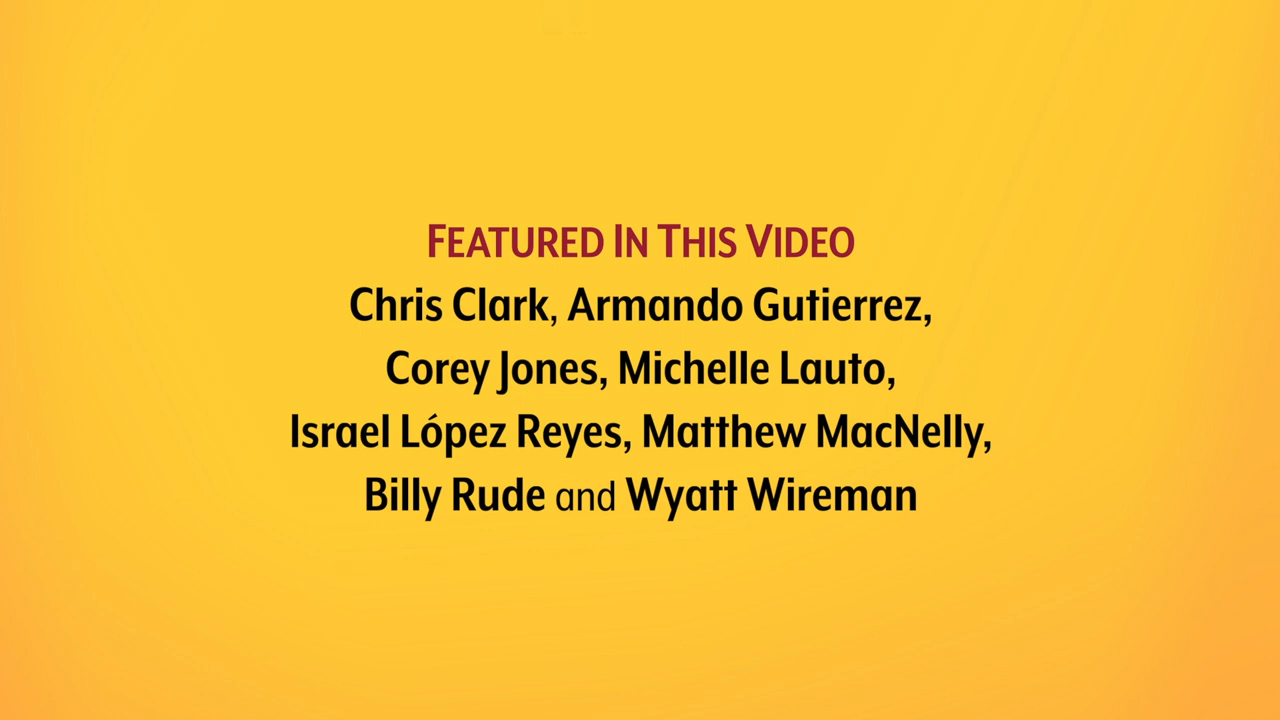 FEATURED IN THIS VIDEO
Chris Clark, Armando Gutierrez,
Corey Jones, Michelle Lauto,
Israel López Reyes, Matthew MacNelly,
Billy Rude and Wyatt Wireman